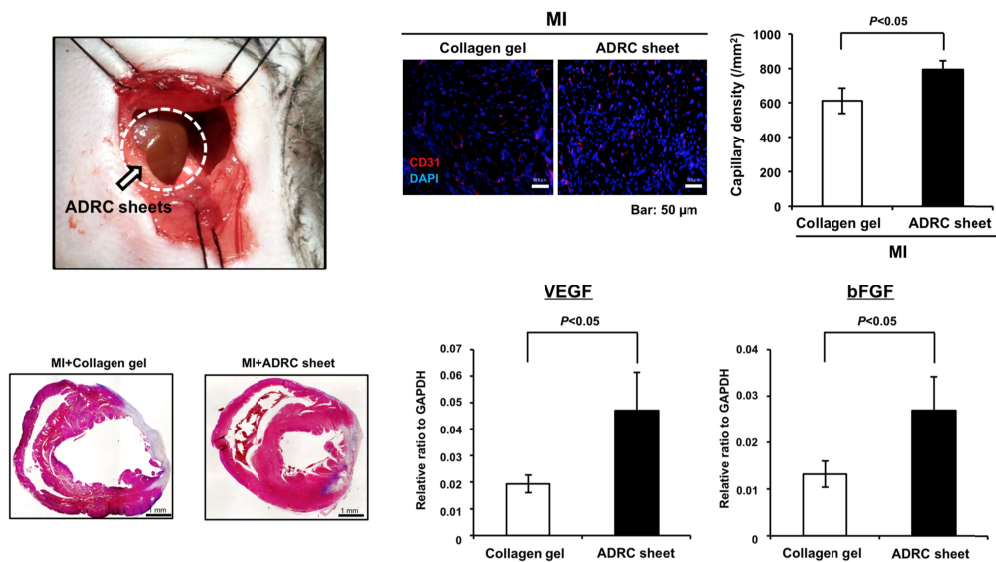 ADRC sheets
MI
Collagen gel
ADRC sheet
CD31
DAPI
Bar: 50 µm
P<0.05
Capillary density (/mm²)
1000
800
600
400
200
0
Collagen gel
ADRC sheet
MI
MI+Collagen gel
MI+ADRC sheet
1 mm
1 mm
VEGF
P<0.05
Relative ratio to GAPDH
0.07
0.06
0.05
0.04
0.03
0.02
0.01
0
Collagen gel
ADRC sheet
bFGF
P<0.05
Relative ratio to GAPDH
0.04
0.03
0.02
0.01
0
Collagen gel
ADRC sheet